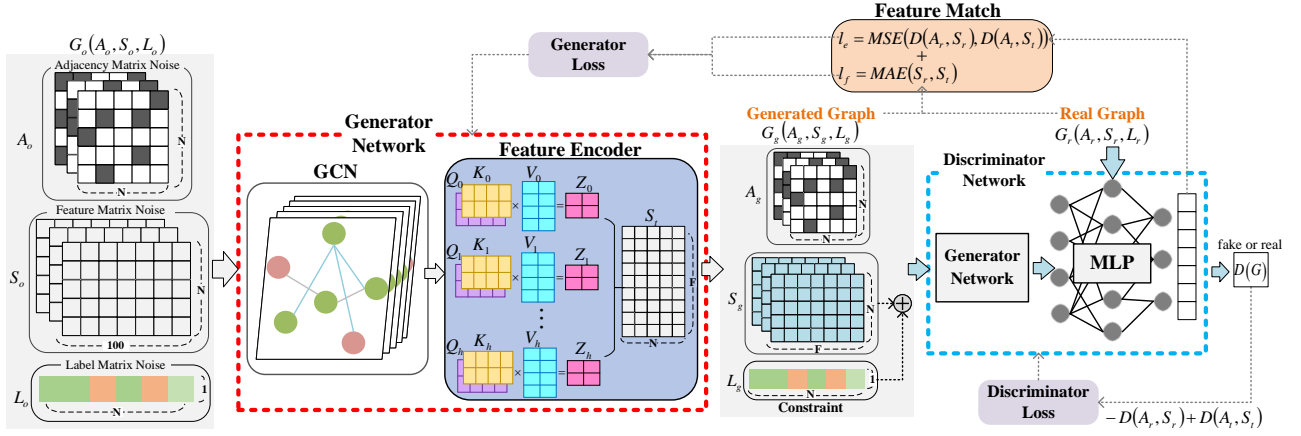 G_o(A_o, S_o, L_o)
Adjacency Matrix Noise
A_o
N
N
Feature Matrix Noise
S_o
N
100
Label Matrix Noise
L_o
1
N
Generator
Network
GCN
Feature Encoder
Q_0 K_0 V_0 Z_0
× =
Q_1 K_1 V_1 Z_1
× =
Q_h K_h V_h Z_h
× =
S_t
F
N
Generator
Loss
Feature Match
l_e = MSE(D(A_r, S_r), D(A_t, S_t))
+
l_f = MAE(S_r, S_t)
Generated Graph
G_g(A_g, S_g, L_g)
A_g
N
N
S_g
N
F
L_g
1
N
Constraint
Real Graph
G_r(A_r, S_r, L_r)
Discriminator
Network
Generator
Network
MLP
fake or real
D(G)
Discriminator
Loss
− D(A_r, S_r) + D(A_t, S_t)